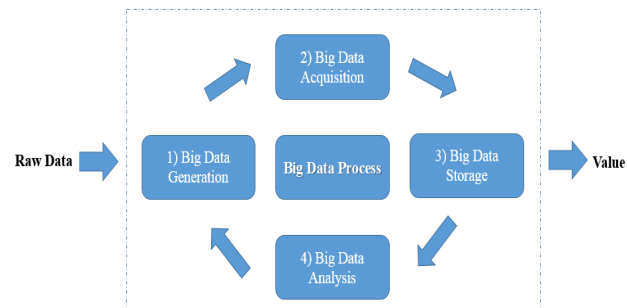 2) Big Data
Acquisition
Raw Data
1) Big Data
Generation
Big Data Process
3) Big Data
Storage
Value
4) Big Data
Analysis